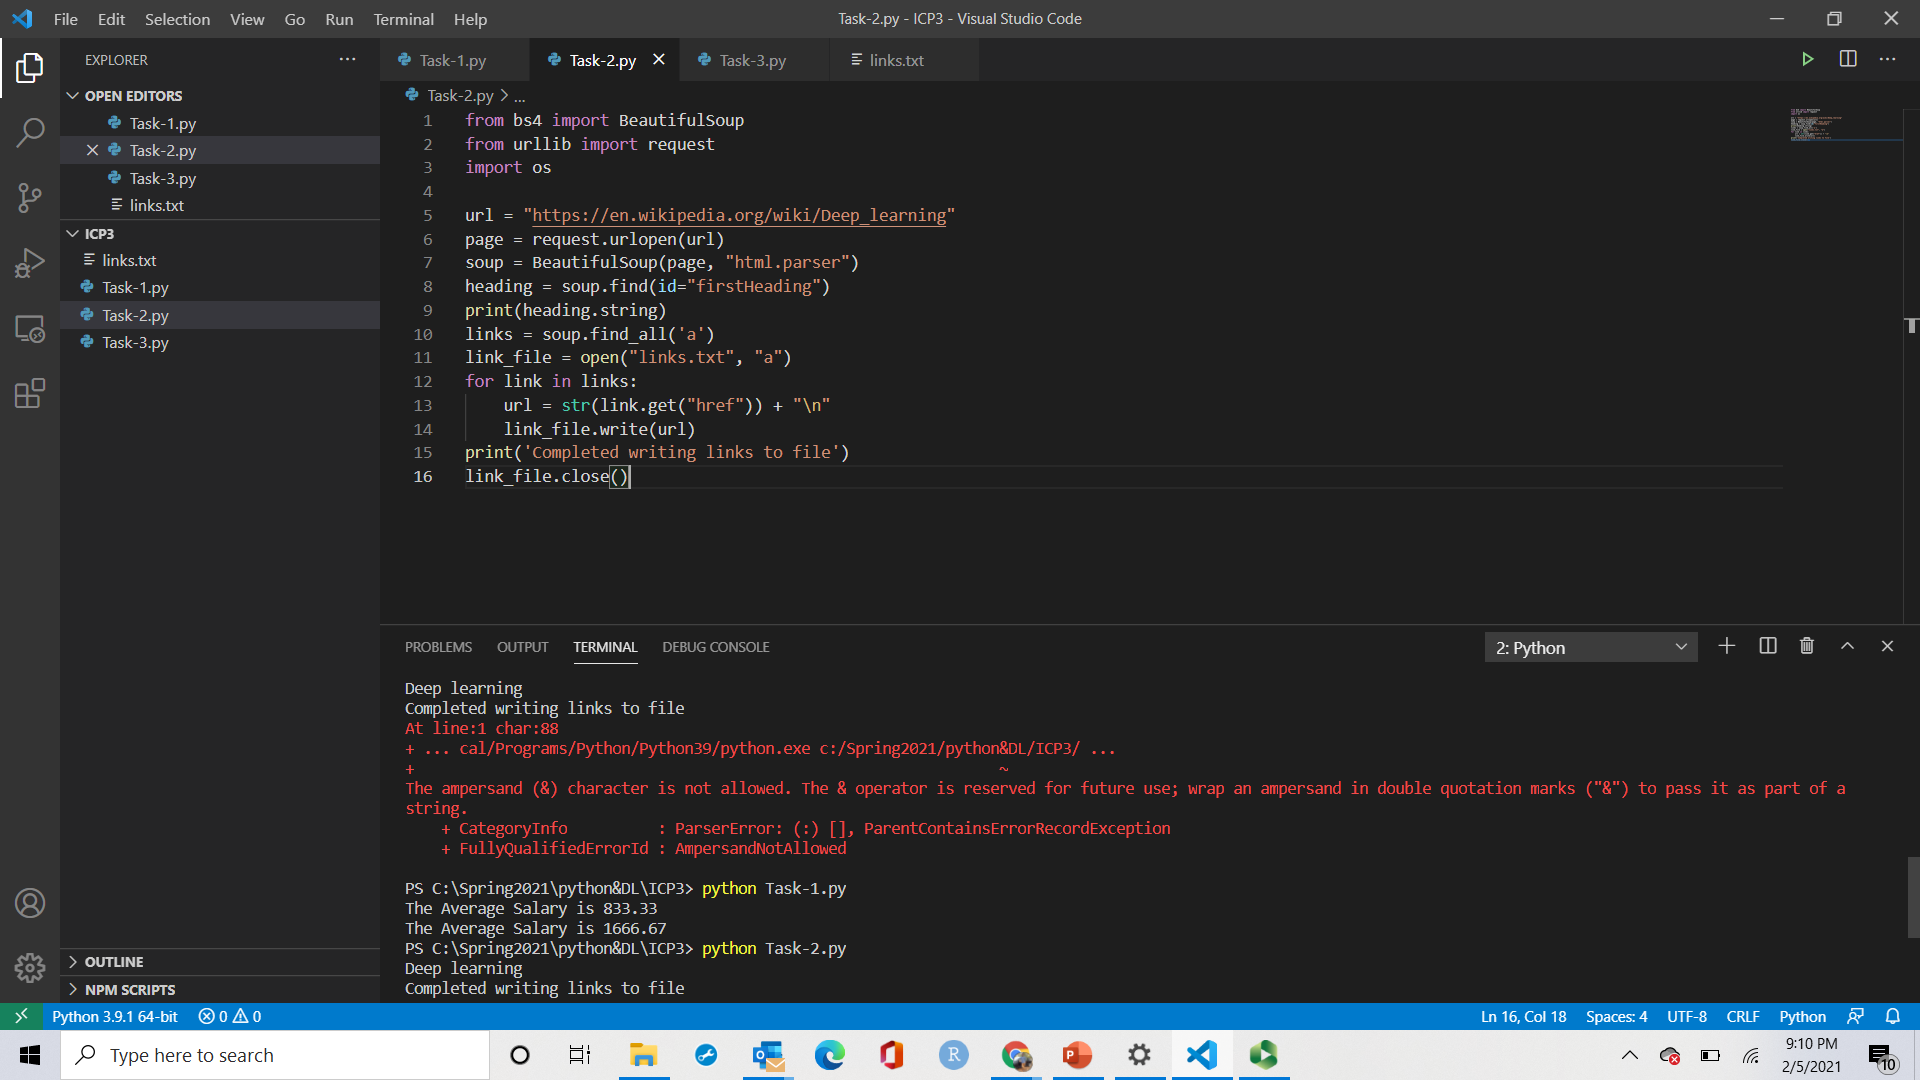 File Edit Selection View Go Run Terminal Help
Task-2.py - ICP3 - Visual Studio Code
EXPLORER
OPEN EDITORS
Task-1.py
Task-2.py
Task-3.py
links.txt
ICP3
links.txt
Task-1.py
Task-2.py
Task-3.py
OUTLINE
NPM SCRIPTS
Task-1.py Task-2.py Task-3.py links.txt
Task-2.py > ...
1 from bs4 import BeautifulSoup
2 from urllib import request
3 import os
4
5 url = "https://en.wikipedia.org/wiki/Deep_learning"
6 page = request.urlopen(url)
7 soup = BeautifulSoup(page, "html.parser")
8 heading = soup.find(id="firstHeading")
9 print(heading.string)
10 links = soup.find_all('a')
11 link_file = open("links.txt", "a")
12 for link in links:
13 url = str(link.get("href")) + "\n"
14 link_file.write(url)
15 print('Completed writing links to file')
16 link_file.close()
PROBLEMS OUTPUT TERMINAL DEBUG CONSOLE
2: Python
Deep learning
Completed writing links to file
At line:1 char:88
+ ... cal/Programs/Python/Python39/python.exe c:/Spring2021/python&DL/ICP3/ ...
+ ~
The ampersand (&) character is not allowed. The & operator is reserved for future use; wrap an ampersand in double quotation marks ("&") to pass it as part of a
string.
+ CategoryInfo : ParserError: (:) [], ParentContainsErrorRecordException
+ FullyQualifiedErrorId : AmpersandNotAllowed
PS C:\Spring2021\python&DL\ICP3> python Task-1.py
The Average Salary is 833.33
The Average Salary is 1666.67
PS C:\Spring2021\python&DL\ICP3> python Task-2.py
Deep learning
Completed writing links to file
Python 3.9.1 64-bit 0 0
Ln 16, Col 18 Spaces: 4 UTF-8 CRLF Python
Type here to search
9:10 PM
2/5/2021
10